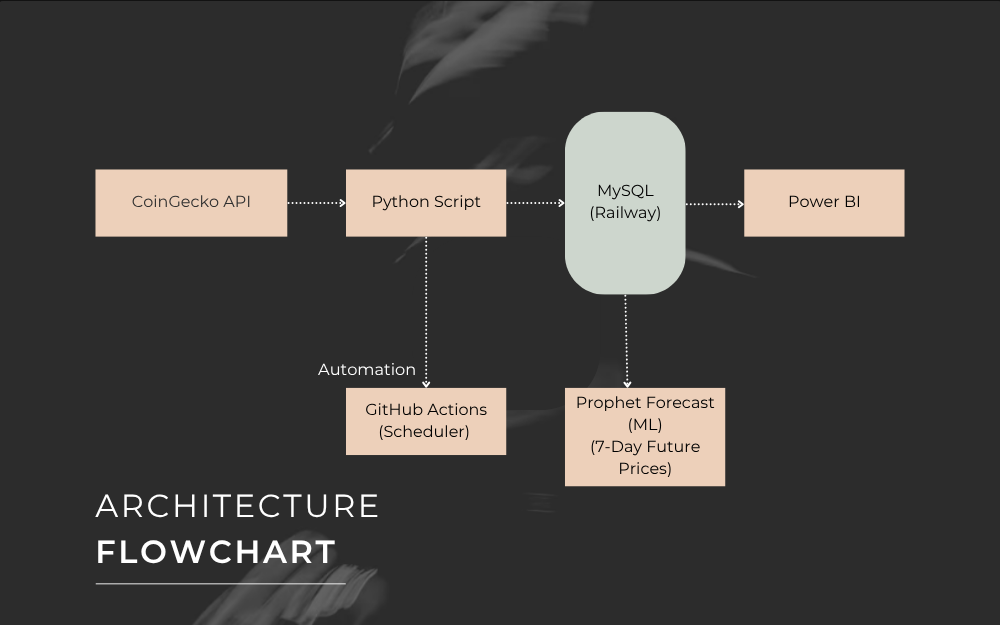 CoinGecko API
Python Script
MySQL
(Railway)
Power BI
Automation
GitHub Actions
(Scheduler)
Prophet Forecast
(ML)
(7-Day Future
Prices)
ARCHITECTURE
FLOWCHART